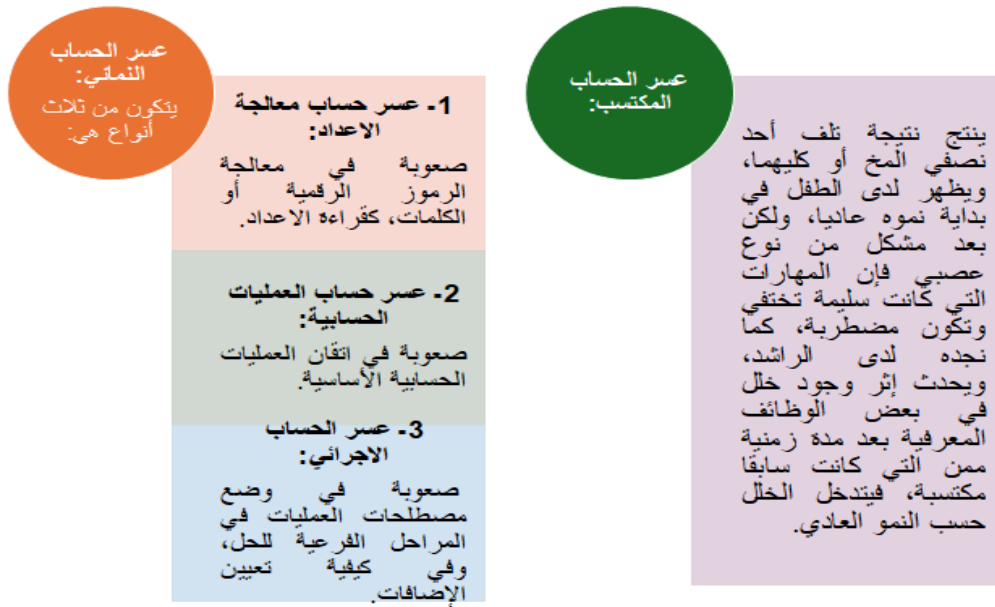 عسر الحساب
المكتسب:
ينتج نتيجة تلف أحد
نصفي المخ أو كليهما،
ويظهر لدى الطفل في
بداية نموه عاديا، ولكن
بعد مشكل من نوع
عصبي فإن المهارات
التي كانت سليمة تختفي
وتكون مضطربة، كما
نجده لدى الراشد،
ويحدث إثر وجود خلل
في بعض الوظائف
المعرفية بعد مدة زمنية
ممن التي كانت سابقا
مكتسبة، فيتدخل الخلل
حسب النمو العادي.
عسر الحساب
النمائي:
يتكون من ثلاث
أنواع هي:
1- عسر حساب معالجة
الاعداد:
صعوبة في معالجة
الرموز الرقمية أو
الكلمات، كقراءة الاعداد.
2- عسر حساب العمليات
الحسابية:
صعوبة في اتقان العمليات
الحسابية الأساسية.
3- عسر الحساب
الاجرائي:
صعوبة في وضع
مصطلحات العمليات في
المراحل الفرعية للحل،
وفي كيفية تعيين
الإضافات.